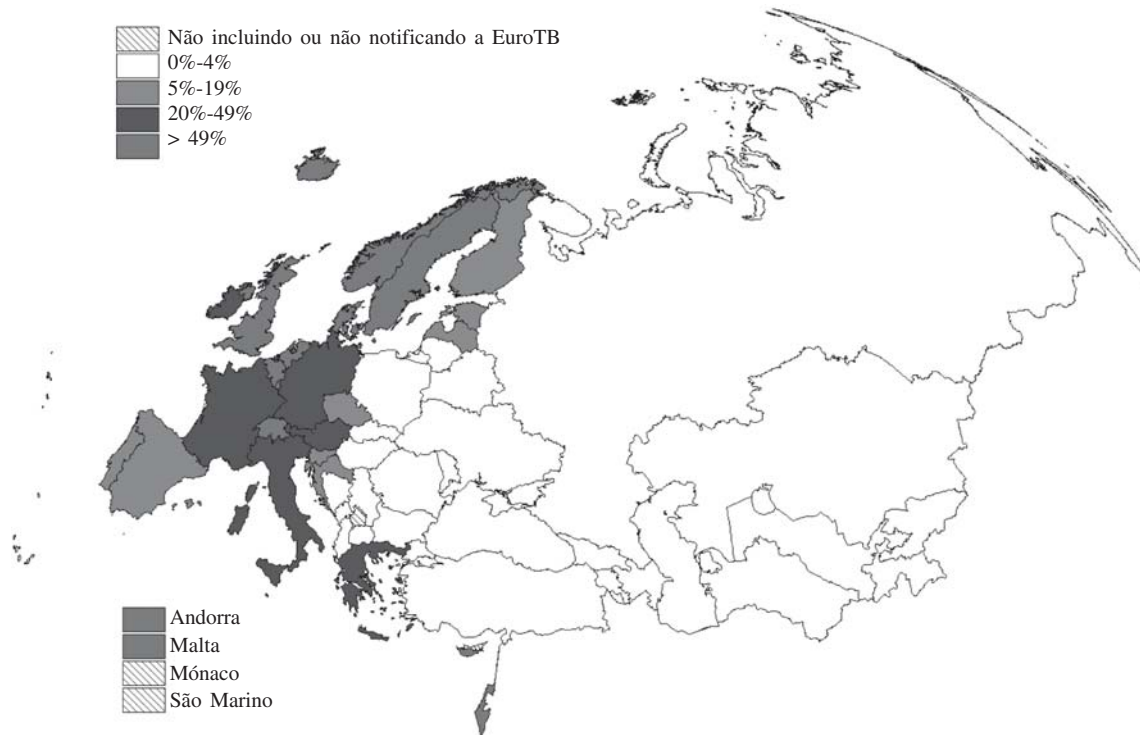 Não incluindo ou não notificando a EuroTB
0%-4%
5%-19%
20%-49%
> 49%
Andorra
Malta
Mónaco
São Marino